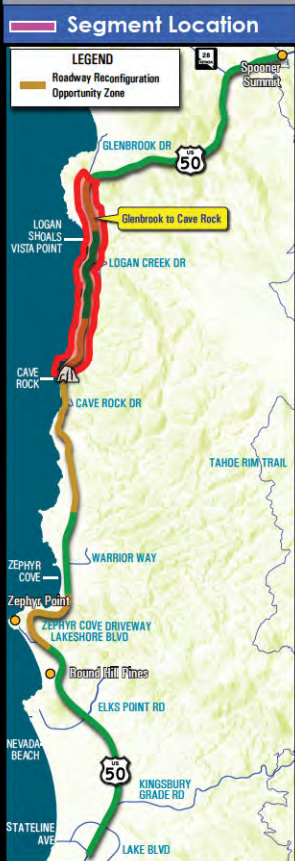 Segment Location
LEGEND
Roadway Reconfiguration
Opportunity Zone
28
Spooner
Summit
GLENBROOK DR
US
50
Glenbrook to Cave Rock
LOGAN
SHOALS
VISTA POINT
LOGAN CREEK DR
CAVE
ROCK
CAVE ROCK DR
TAHOE RIM TRAIL
WARRIOR WAY
ZEPHYR
COVE
Zephyr Point
ZEPHYR COVE DRIVEWAY
LAKESHORE BLVD
Round Hill Pines
ELKS POINT RD
NEVADA
BEACH
US
50
KINGSBURY
GRADE RD
STATELINE
AVE
LAKE BLVD